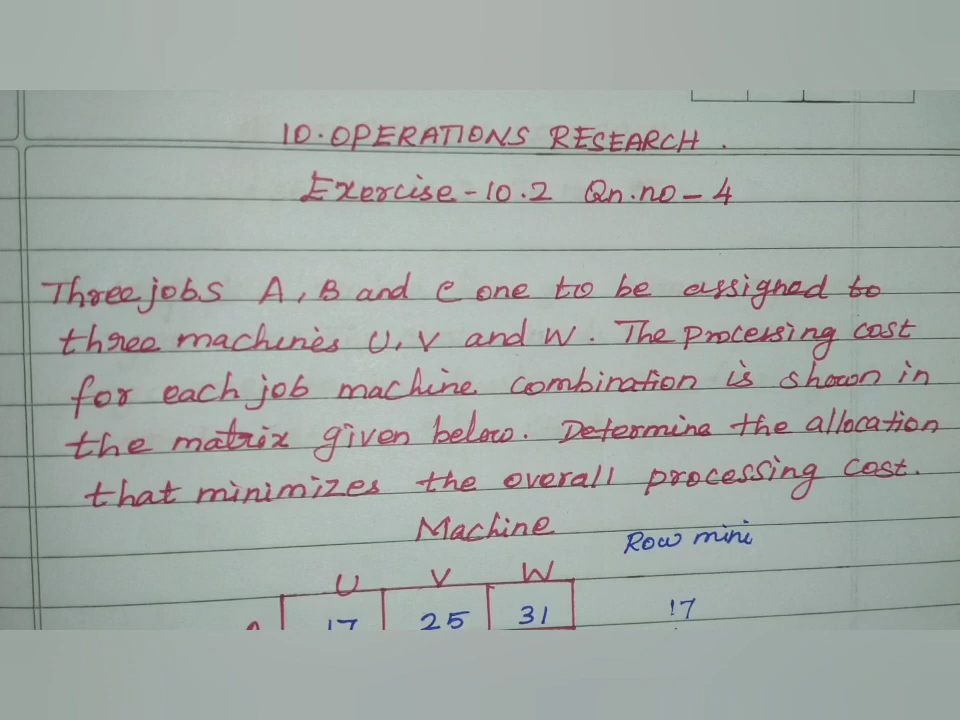 10. OPERATIONS RESEARCH.
Exercise - 10.2 Qn. no - 4
Three jobs A, B and C one to be assigned to
three machines U, V and W. The Processing cost
for each job machine combination is shown in
the matrix given below. Determine the allocation
that minimizes the overall processing cost.
Machine
Row mini
U V W
A 17 25 31 17